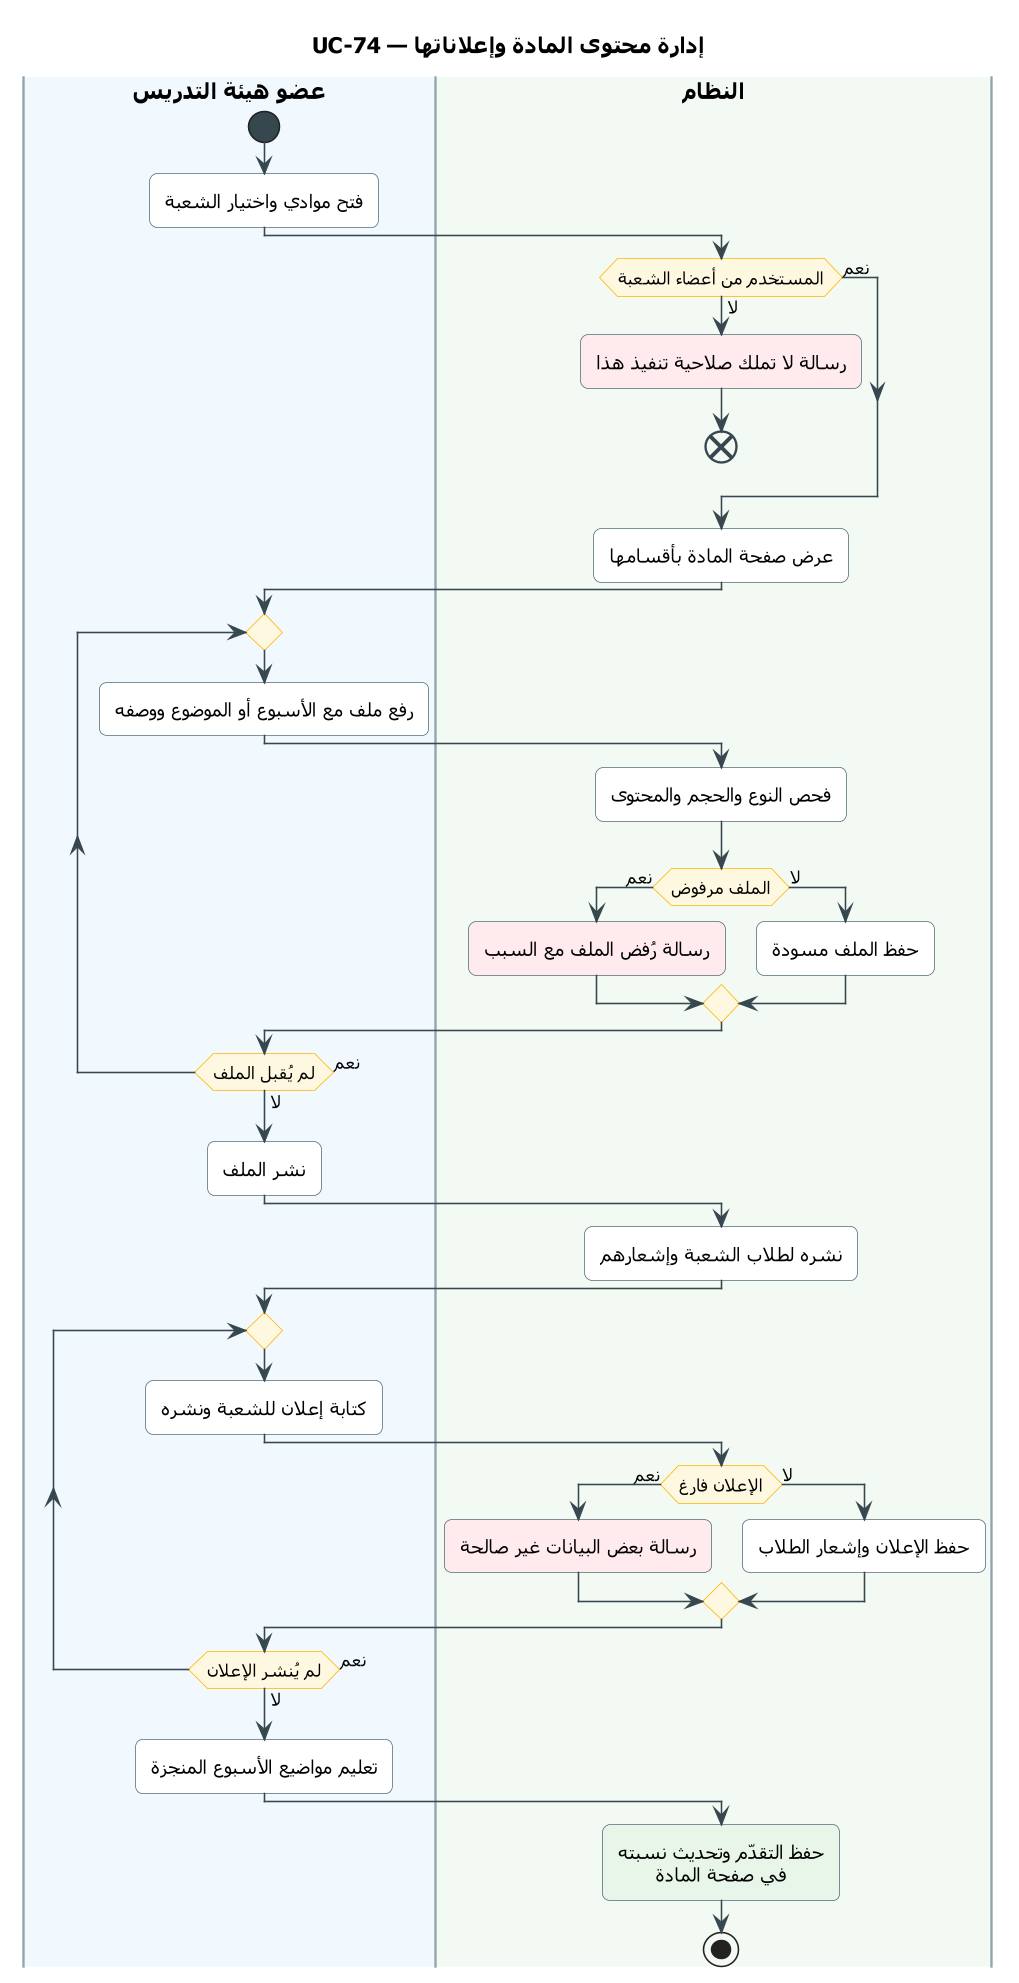 UC-74 — إدارة محتوى المادة وإعلاناتها
عضو هيئة التدريس
النظام
فتح موادي واختيار الشعبة
المستخدم من أعضاء الشعبة
نعم
لا
رسالة لا تملك صلاحية تنفيذ هذا
عرض صفحة المادة بأقسامها
رفع ملف مع الأسبوع أو الموضوع ووصفه
فحص النوع والحجم والمحتوى
الملف مرفوض
نعم
لا
رسالة رُفض الملف مع السبب
حفظ الملف مسودة
لم يُقبل الملف
نعم
لا
نشر الملف
نشره لطلاب الشعبة وإشعارهم
كتابة إعلان للشعبة ونشره
الإعلان فارغ
نعم
لا
رسالة بعض البيانات غير صالحة
حفظ الإعلان وإشعار الطلاب
لم يُنشر الإعلان
نعم
لا
تعليم مواضيع الأسبوع المنجزة
حفظ التقدّم وتحديث نسبته
في صفحة المادة